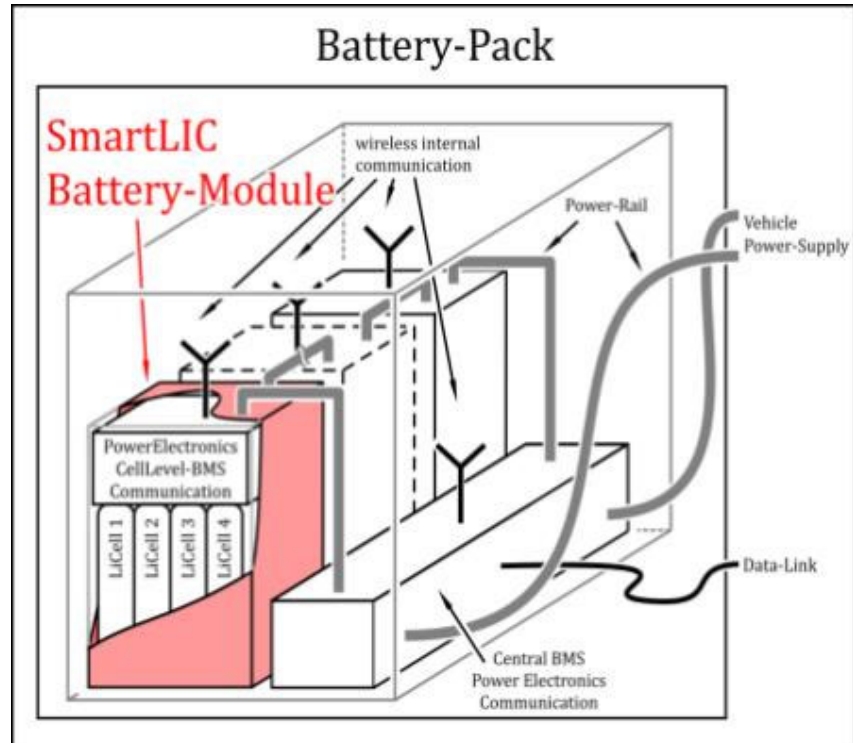 Battery-Pack
SmartLIC
Battery-Module
wireless internal
communication
Power-Rail
Vehicle
Power-Supply
PowerElectronics
CellLevel-BMS
Communication
LiCell 1
LiCell 2
LiCell 3
LiCell 4
Data-Link
Central BMS
Power Electronics
Communication